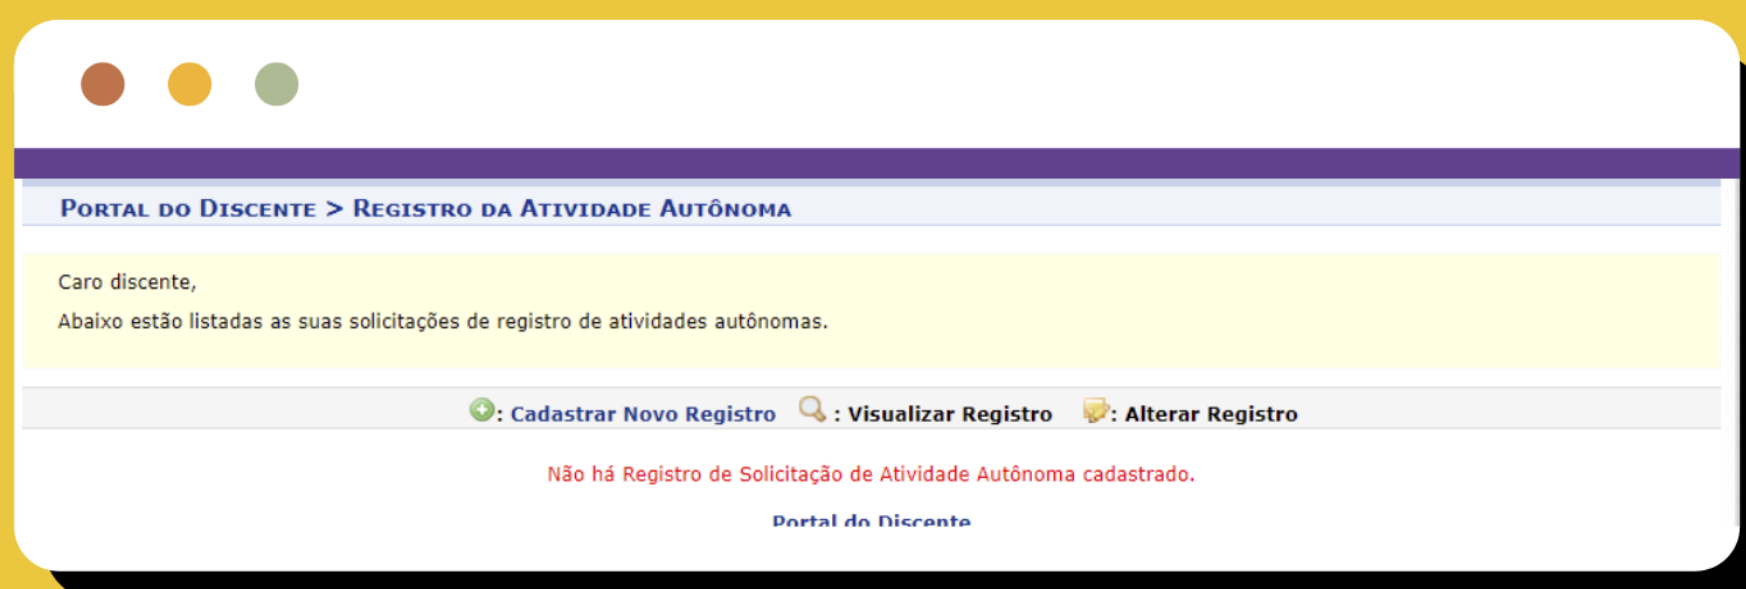 Portal do Discente > Registro da Atividade Autônoma
Caro discente,
Abaixo estão listadas as suas solicitações de registro de atividades autônomas.
: Cadastrar Novo Registro : Visualizar Registro : Alterar Registro
Não há Registro de Solicitação de Atividade Autônoma cadastrado.
Portal do Discente